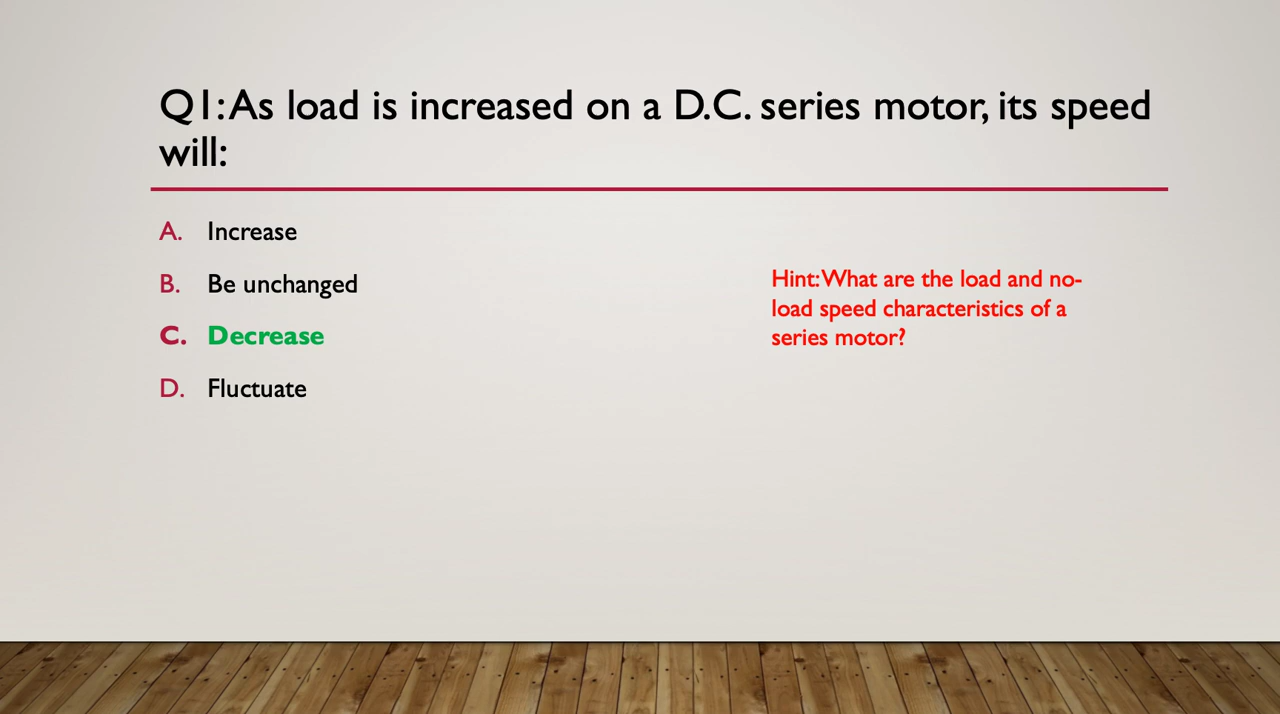 Q1: As load is increased on a D.C. series motor, its speed
will:
A. Increase
B. Be unchanged
C. Decrease
D. Fluctuate
Hint: What are the load and no-
load speed characteristics of a
series motor?